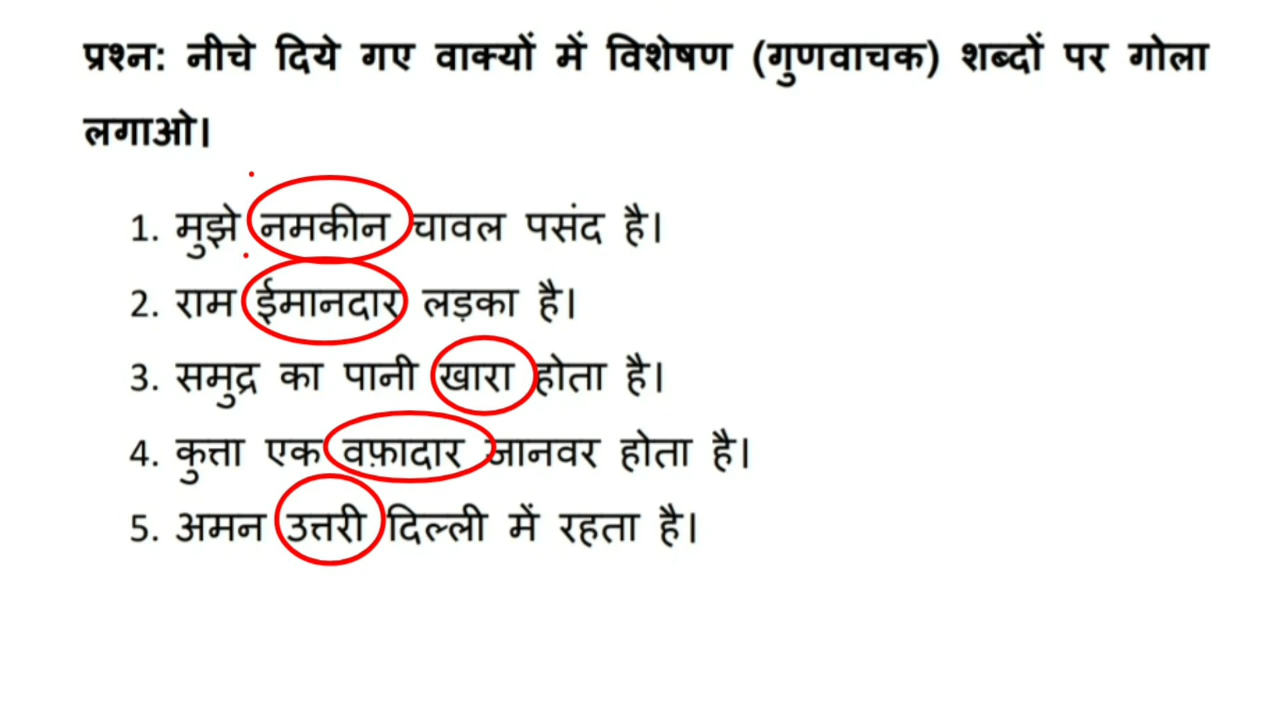 प्रश्न: नीचे दिये गए वाक्यों में विशेषण (गुणवाचक) शब्दों पर गोला
लगाओ।
1. मुझे नमकीन चावल पसंद है।
2. राम ईमानदार लड़का है।
3. समुद्र का पानी खारा होता है।
4. कुत्ता एक वफ़ादार जानवर होता है।
5. अमन उत्तरी दिल्ली में रहता है।